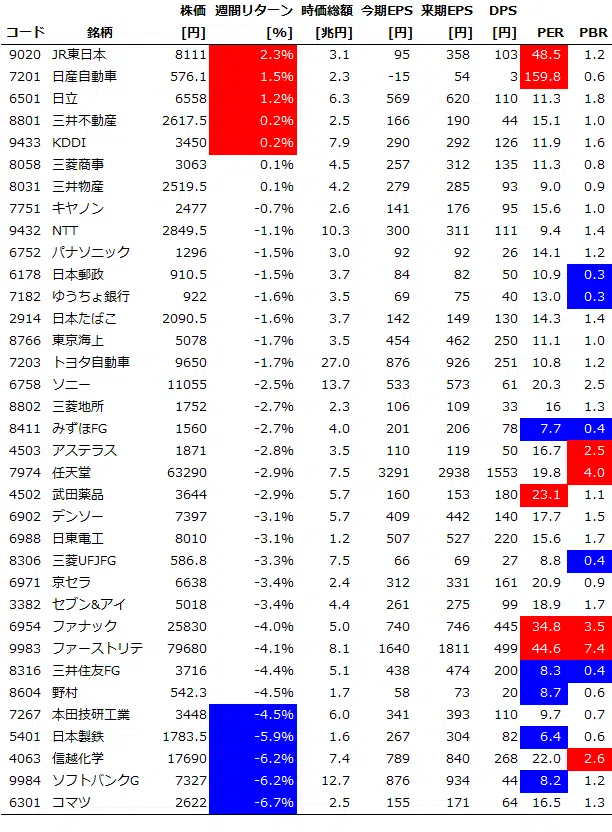 株価 週間リターン 時価総額 今期EPS 来期EPS DPS
コード 銘柄 [円] [%] [兆円] [円] [円] [円] PER PBR
9020 JR東日本 8111 2.3% 3.1 95 358 103 48.5 1.2
7201 日産自動車 576.1 1.5% 2.3 -15 54 3 159.8 0.6
6501 日立 6558 1.2% 6.3 569 620 110 11.3 1.8
8801 三井不動産 2617.5 0.2% 2.5 166 190 44 15.1 1.0
9433 KDDI 3450 0.2% 7.9 290 292 126 11.9 1.6
8058 三菱商事 3063 0.1% 4.5 257 312 135 11.3 0.8
8031 三井物産 2519.5 0.1% 4.2 279 285 93 9.0 0.9
7751 キヤノン 2477 -0.7% 2.6 141 176 95 15.6 1.0
9432 NTT 2849.5 -1.1% 10.3 300 311 111 9.4 1.4
6752 パナソニック 1296 -1.5% 3.0 92 92 26 14.1 1.2
6178 日本郵政 910.5 -1.5% 3.7 84 82 50 10.9 0.3
7182 ゆうちょ銀行 922 -1.6% 3.5 69 75 40 13.0 0.3
2914 日本たばこ 2090.5 -1.6% 3.7 142 149 130 14.3 1.4
8766 東京海上 5078 -1.7% 3.5 454 462 250 11.1 1.0
7203 トヨタ自動車 9650 -1.7% 27.0 876 926 251 10.8 1.2
6758 ソニー 11055 -2.5% 13.7 533 573 61 20.3 2.5
8802 三菱地所 1752 -2.7% 2.3 106 109 33 16 1.3
8411 みずほFG 1560 -2.7% 4.0 201 206 78 7.7 0.4
4503 アステラス 1871 -2.8% 3.5 110 119 50 16.7 2.5
7974 任天堂 63290 -2.9% 7.5 3291 2938 1553 19.8 4.0
4502 武田薬品 3644 -2.9% 5.7 160 153 180 23.1 1.1
6902 デンソー 7397 -3.1% 5.7 409 442 140 17.7 1.5
6988 日東電工 8010 -3.1% 1.2 507 527 220 15.6 1.7
8306 三菱UFJFG 586.8 -3.3% 7.5 66 69 27 8.8 0.4
6971 京セラ 6638 -3.4% 2.4 312 331 161 20.9 0.9
3382 セブン&アイ 5018 -3.4% 4.4 261 275 99 18.9 1.7
6954 ファナック 25830 -4.0% 5.0 740 746 445 34.8 3.5
9983 ファーストリテ 79680 -4.1% 8.1 1640 1811 499 44.6 7.4
8316 三井住友FG 3716 -4.4% 5.1 438 474 200 8.3 0.4
8604 野村 542.3 -4.5% 1.7 58 73 20 8.7 0.6
7267 本田技研工業 3448 -4.5% 6.0 341 393 110 9.7 0.7
5401 日本製鉄 1783.5 -5.9% 1.6 267 304 82 6.4 0.6
4063 信越化学 17690 -6.2% 7.4 789 840 268 22.0 2.6
9984 ソフトバンクG 7327 -6.2% 12.7 876 934 44 8.2 1.2
6301 コマツ 2622 -6.7% 2.5 155 171 64 16.5 1.3